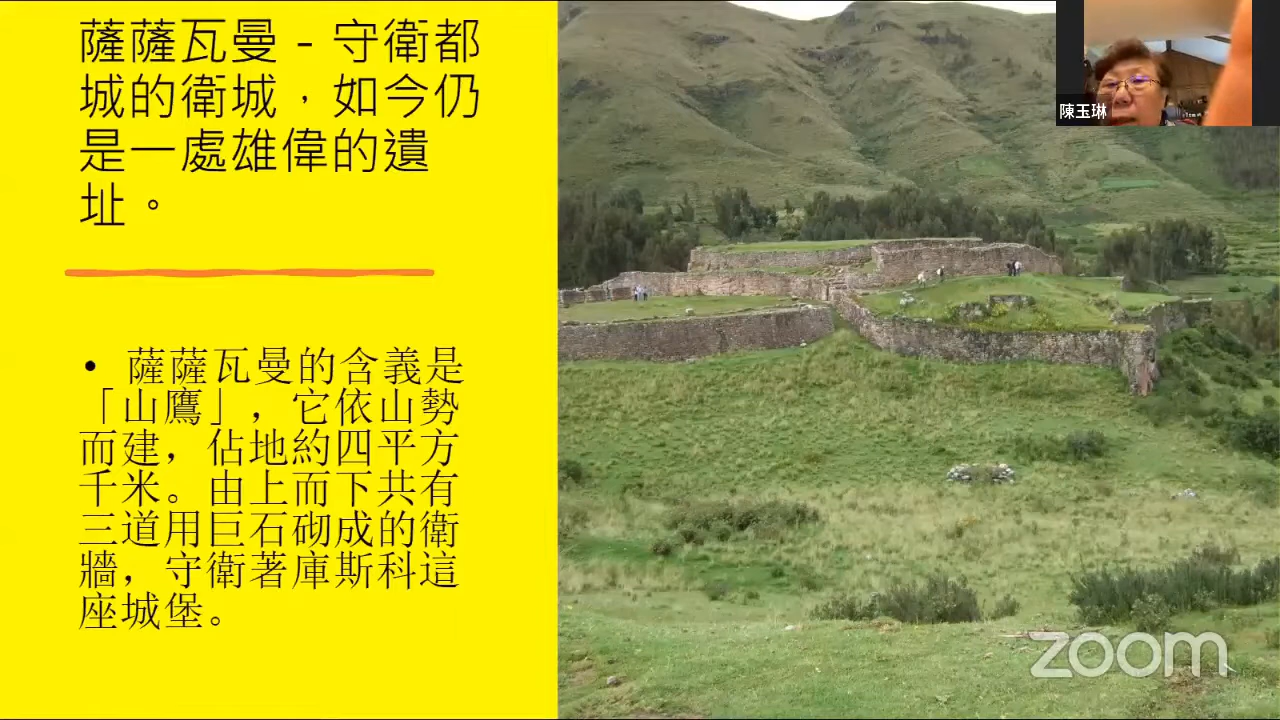 薩薩瓦曼 - 守衛都
城的衛城，如今仍
是一處雄偉的遺
址。
• 薩薩瓦曼的含義是
「山鷹」，它依山勢
而建，佔地約四平方
千米。由上而下共有
三道用巨石砌成的衛
牆，守衛著庫斯科這
座城堡。
陳玉琳
zoom